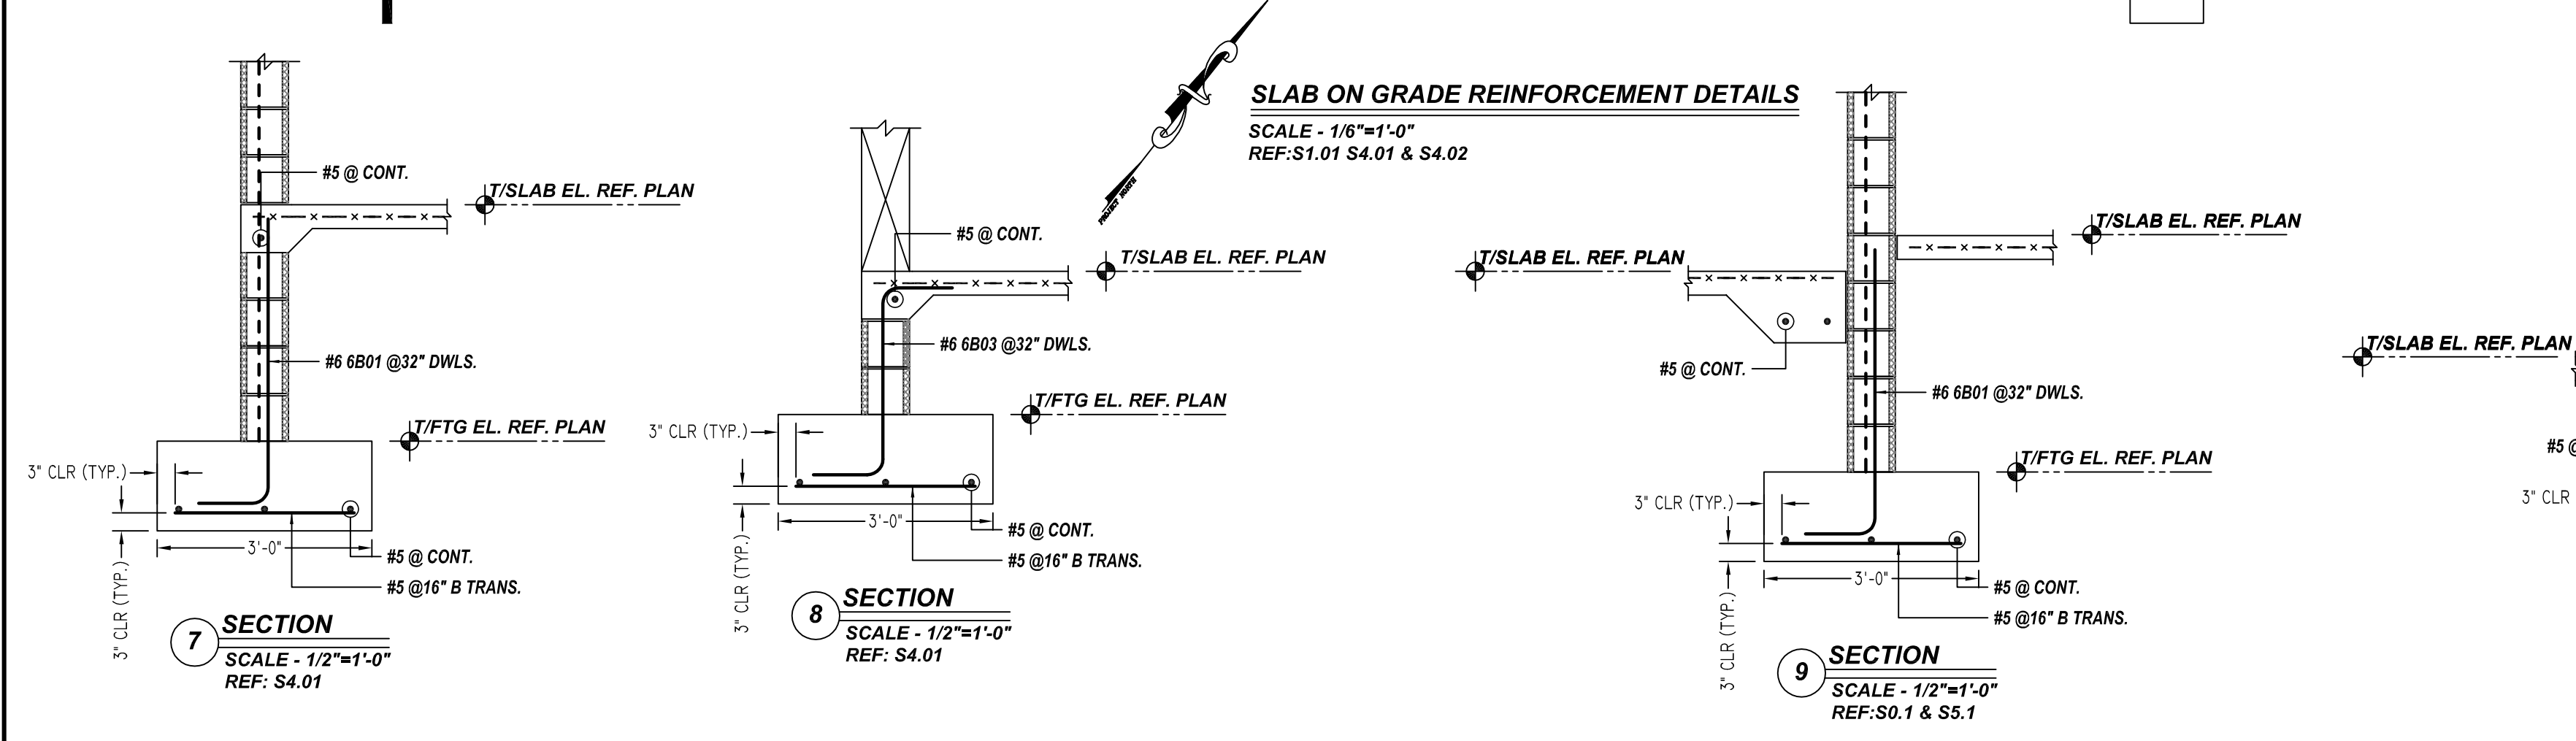 SLAB ON GRADE REINFORCEMENT DETAILS
SCALE - 1/6"=1'-0"
REF:S1.01 S4.01 & S4.02
PROJECT NORTH
#5 @ CONT.
T/SLAB EL. REF. PLAN
#6 6B01 @32" DWLS.
T/FTG EL. REF. PLAN
3" CLR (TYP.)
3" CLR (TYP.)
3'-0"
#5 @ CONT.
#5 @16" B TRANS.
7
SECTION
SCALE - 1/2"=1'-0"
REF: S4.01
#5 @ CONT.
T/SLAB EL. REF. PLAN
#6 6B03 @32" DWLS.
T/FTG EL. REF. PLAN
3" CLR (TYP.)
3" CLR (TYP.)
3'-0"
#5 @ CONT.
#5 @16" B TRANS.
8
SECTION
SCALE - 1/2"=1'-0"
REF: S4.01
T/SLAB EL. REF. PLAN
T/SLAB EL. REF. PLAN
#5 @ CONT.
#6 6B01 @32" DWLS.
T/FTG EL. REF. PLAN
3" CLR (TYP.)
3" CLR (TYP.)
3'-0"
#5 @ CONT.
#5 @16" B TRANS.
9
SECTION
SCALE - 1/2"=1'-0"
REF:S0.1 & S5.1
T/SLAB EL. REF. PLAN
#5 @
3" CLR